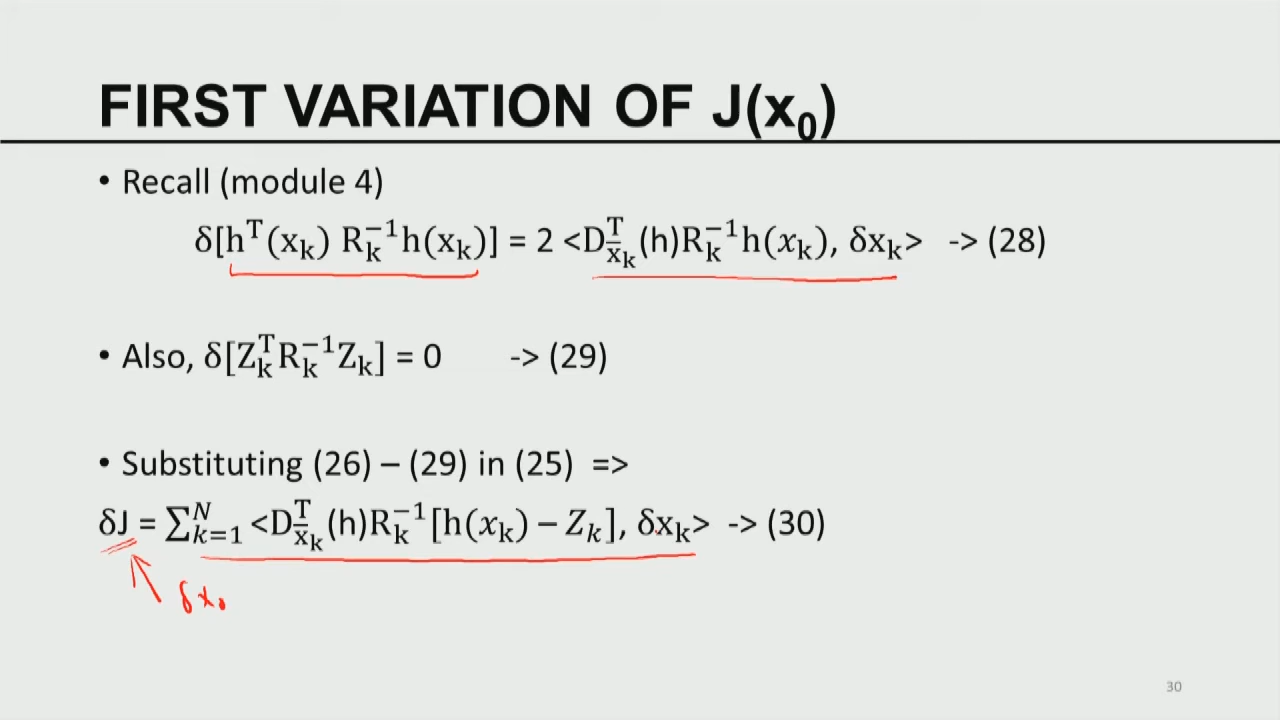 FIRST VARIATION OF J(x₀)
• Recall (module 4)
δ[hᵀ(xₖ) Rₖ⁻¹h(xₖ)] = 2 <Dᵀₓ̅ₖ(h)Rₖ⁻¹h(xₖ), δxₖ> -> (28)
• Also, δ[ZₖᵀRₖ⁻¹Zₖ] = 0 -> (29)
• Substituting (26) – (29) in (25) =>
δJ = ∑ₖ₌₁ᴺ <Dᵀₓ̅ₖ(h)Rₖ⁻¹[h(xₖ) − Zₖ], δxₖ> -> (30)
δx₀
30